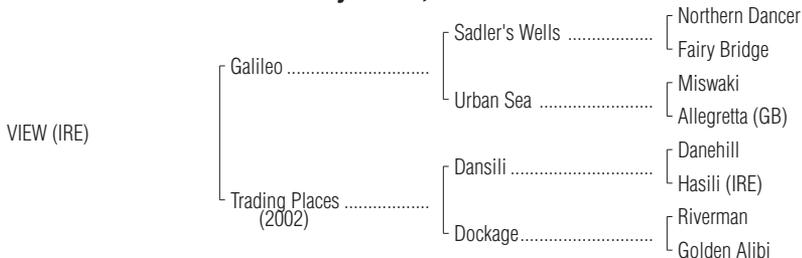 Northern Dancer
Sadler's Wells ..................
Fairy Bridge
Galileo ..............................
Miswaki
Urban Sea ........................
Allegretta (GB)
VIEW (IRE)
Danehill
Dansili ..............................
Hasili (IRE)
Trading Places ..................
(2002)
Riverman
Dockage............................
Golden Alibi